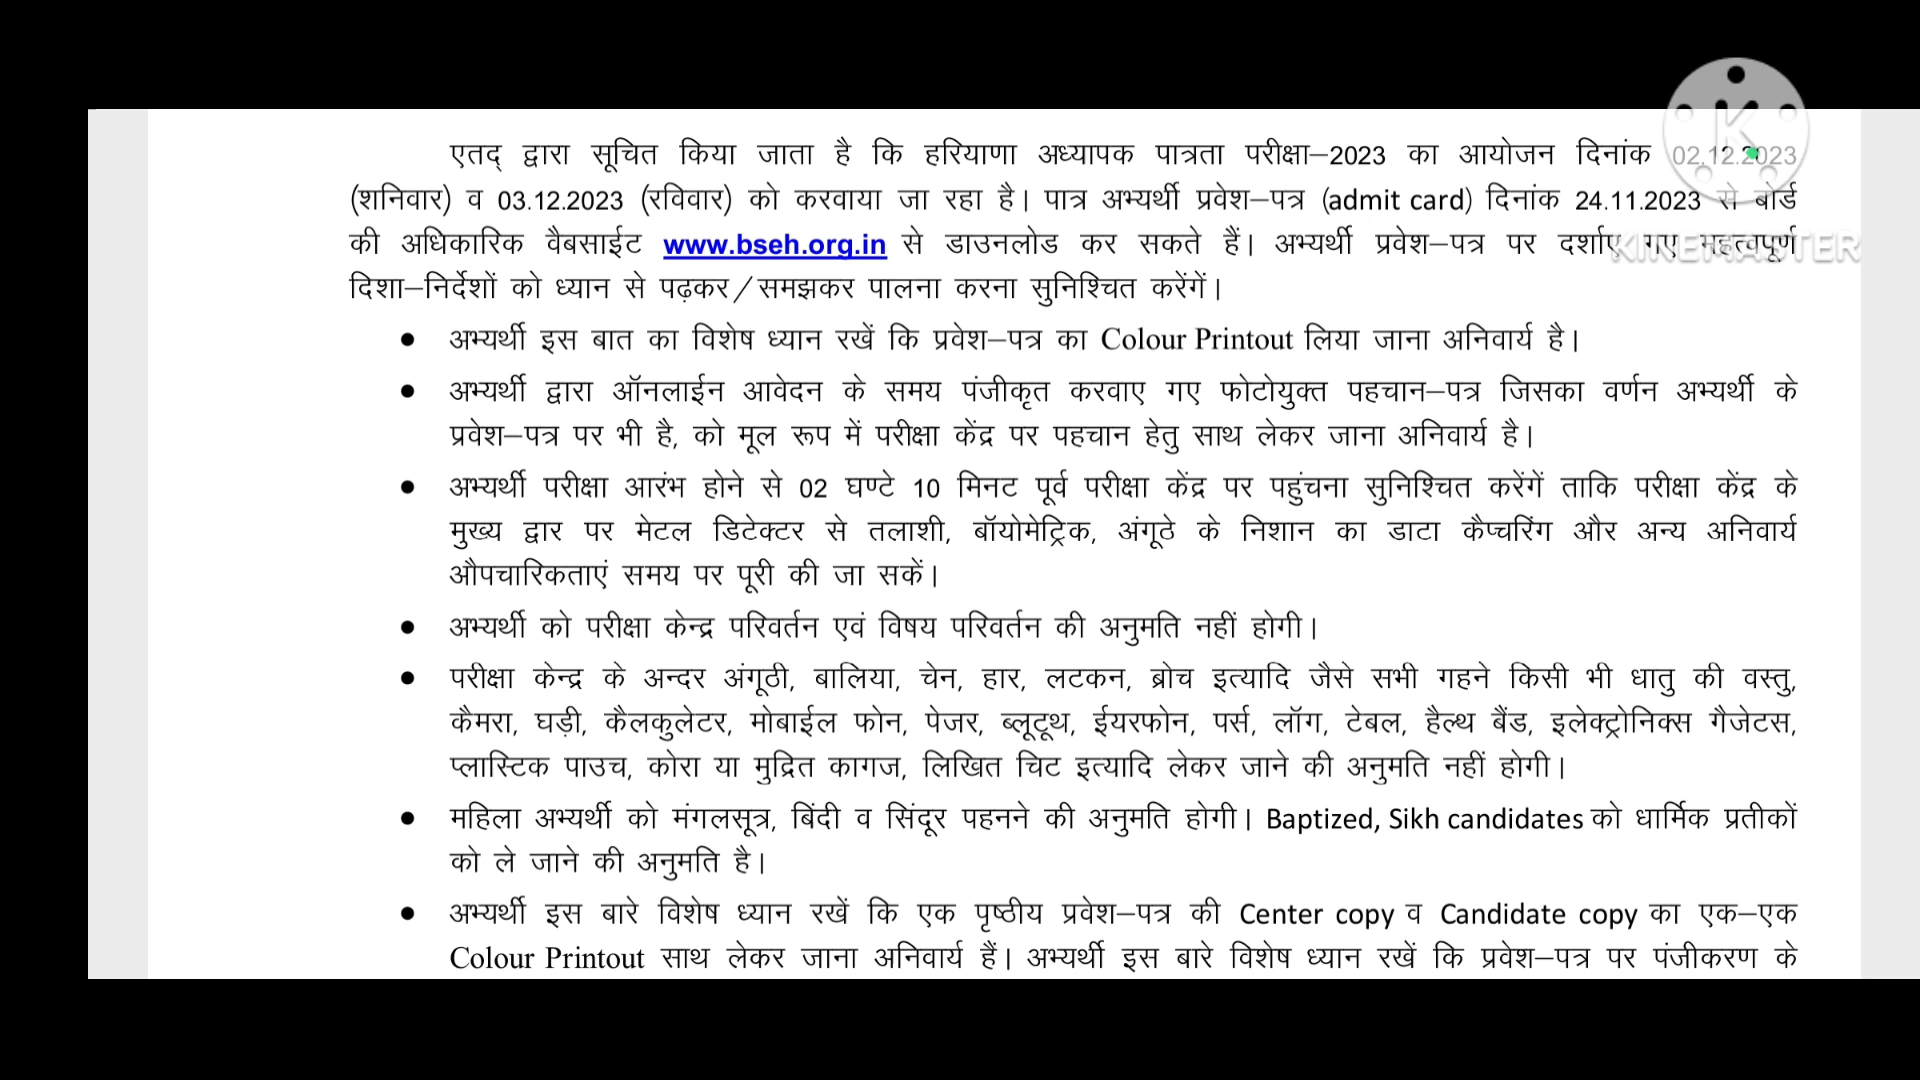 एतद् द्वारा सूचित किया जाता है कि हरियाणा अध्यापक पात्रता परीक्षा–2023 का आयोजन दिनांक 02.12.2023
(शनिवार) व 03.12.2023 (रविवार) को करवाया जा रहा है। पात्र अभ्यर्थी प्रवेश–पत्र (admit card) दिनांक 24.11.2023 से बोर्ड
की अधिकारिक वैबसाईट www.bseh.org.in से डाउनलोड कर सकते हैं। अभ्यर्थी प्रवेश–पत्र पर दर्शाए गए महत्वपूर्ण
KINEMASTER
दिशा–निर्देशों को ध्यान से पढ़कर/समझकर पालना करना सुनिश्चित करेंगें।
● अभ्यर्थी इस बात का विशेष ध्यान रखें कि प्रवेश–पत्र का Colour Printout लिया जाना अनिवार्य है।
● अभ्यर्थी द्वारा ऑनलाईन आवेदन के समय पंजीकृत करवाए गए फोटोयुक्त पहचान–पत्र जिसका वर्णन अभ्यर्थी के
प्रवेश–पत्र पर भी है, को मूल रूप में परीक्षा केंद्र पर पहचान हेतु साथ लेकर जाना अनिवार्य है।
● अभ्यर्थी परीक्षा आरंभ होने से 02 घण्टे 10 मिनट पूर्व परीक्षा केंद्र पर पहुंचना सुनिश्चित करेंगें ताकि परीक्षा केंद्र के
मुख्य द्वार पर मेटल डिटेक्टर से तलाशी, बॉयोमेट्रिक, अंगूठे के निशान का डाटा कैप्चरिंग और अन्य अनिवार्य
औपचारिकताएं समय पर पूरी की जा सकें।
● अभ्यर्थी को परीक्षा केन्द्र परिवर्तन एवं विषय परिवर्तन की अनुमति नहीं होगी।
● परीक्षा केन्द्र के अन्दर अंगूठी, बालिया, चेन, हार, लटकन, ब्रोच इत्यादि जैसे सभी गहने किसी भी धातु की वस्तु,
कैमरा, घड़ी, कैलकुलेटर, मोबाईल फोन, पेजर, ब्लूटूथ, ईयरफोन, पर्स, लॉग, टेबल, हैल्थ बैंड, इलेक्ट्रोनिक्स गैजेटस,
प्लास्टिक पाउच, कोरा या मुद्रित कागज, लिखित चिट इत्यादि लेकर जाने की अनुमति नहीं होगी।
● महिला अभ्यर्थी को मंगलसूत्र, बिंदी व सिंदूर पहनने की अनुमति होगी। Baptized, Sikh candidates को धार्मिक प्रतीकों
को ले जाने की अनुमति है।
● अभ्यर्थी इस बारे विशेष ध्यान रखें कि एक पृष्ठीय प्रवेश–पत्र की Center copy व Candidate copy का एक–एक
Colour Printout साथ लेकर जाना अनिवार्य हैं। अभ्यर्थी इस बारे विशेष ध्यान रखें कि प्रवेश–पत्र पर पंजीकरण के